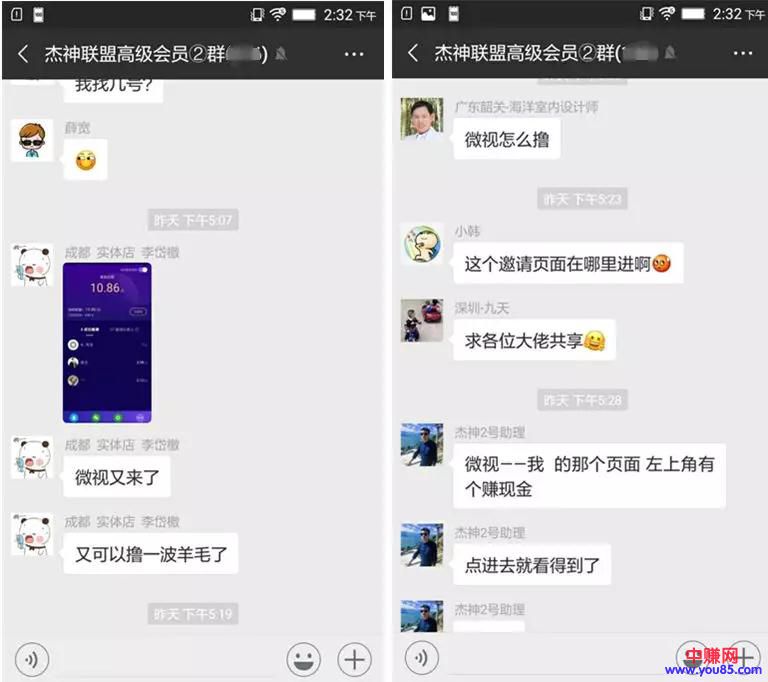 2:32下午
杰神联盟高级会员②群(
)
我找几号?
薛宽
昨天 下午5:07
成都 实体店 李岱檄
10.86
成都 实体店 李岱檄
微视又来了
成都 实体店 李岱檄
又可以撸一波羊毛了
昨天 下午5:19
2:32下午
杰神联盟高级会员②群(
)
广东韶关-海洋室内设计师
微视怎么撸
昨天 下午5:23
小韩
这个邀请页面在哪里进啊
深圳-九天
求各位大佬共享
昨天 下午5:28
杰神2号助理
微视——我 的那个页面 左上角有
个赚现金
杰神2号助理
点进去就看得到了
杰神2号助理
中赚网
www.you85.com